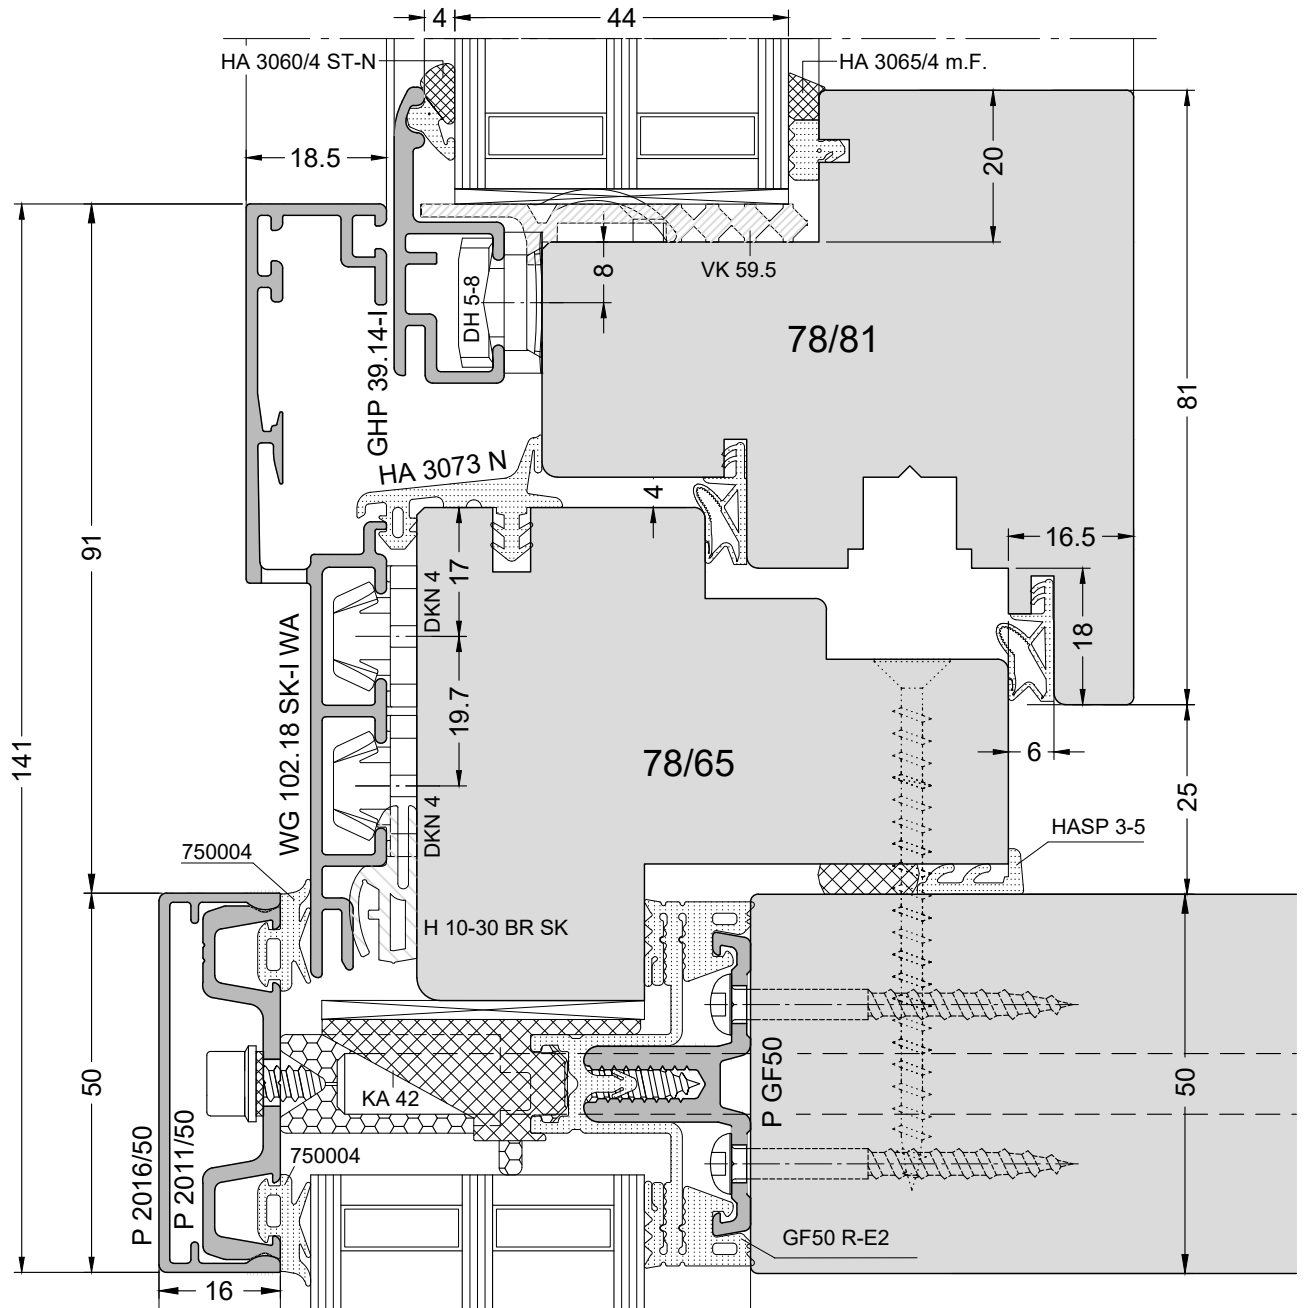 4
44
HA 3060/4 ST-N
HA 3065/4 m.F.
18.5
20
8
DH 5-8
VK 59.5
78/81
GHP 39.14-I
81
HA 3073 N
4
16.5
91
17
DKN 4
18
WG 102.18 SK-I WA
19.7
141
78/65
6
25
DKN 4
HASP 3-5
750004
H 10-30 BR SK
50
KA 42
P GF50
50
P 2016/50
P 2011/50
750004
GF50 R-E2
16